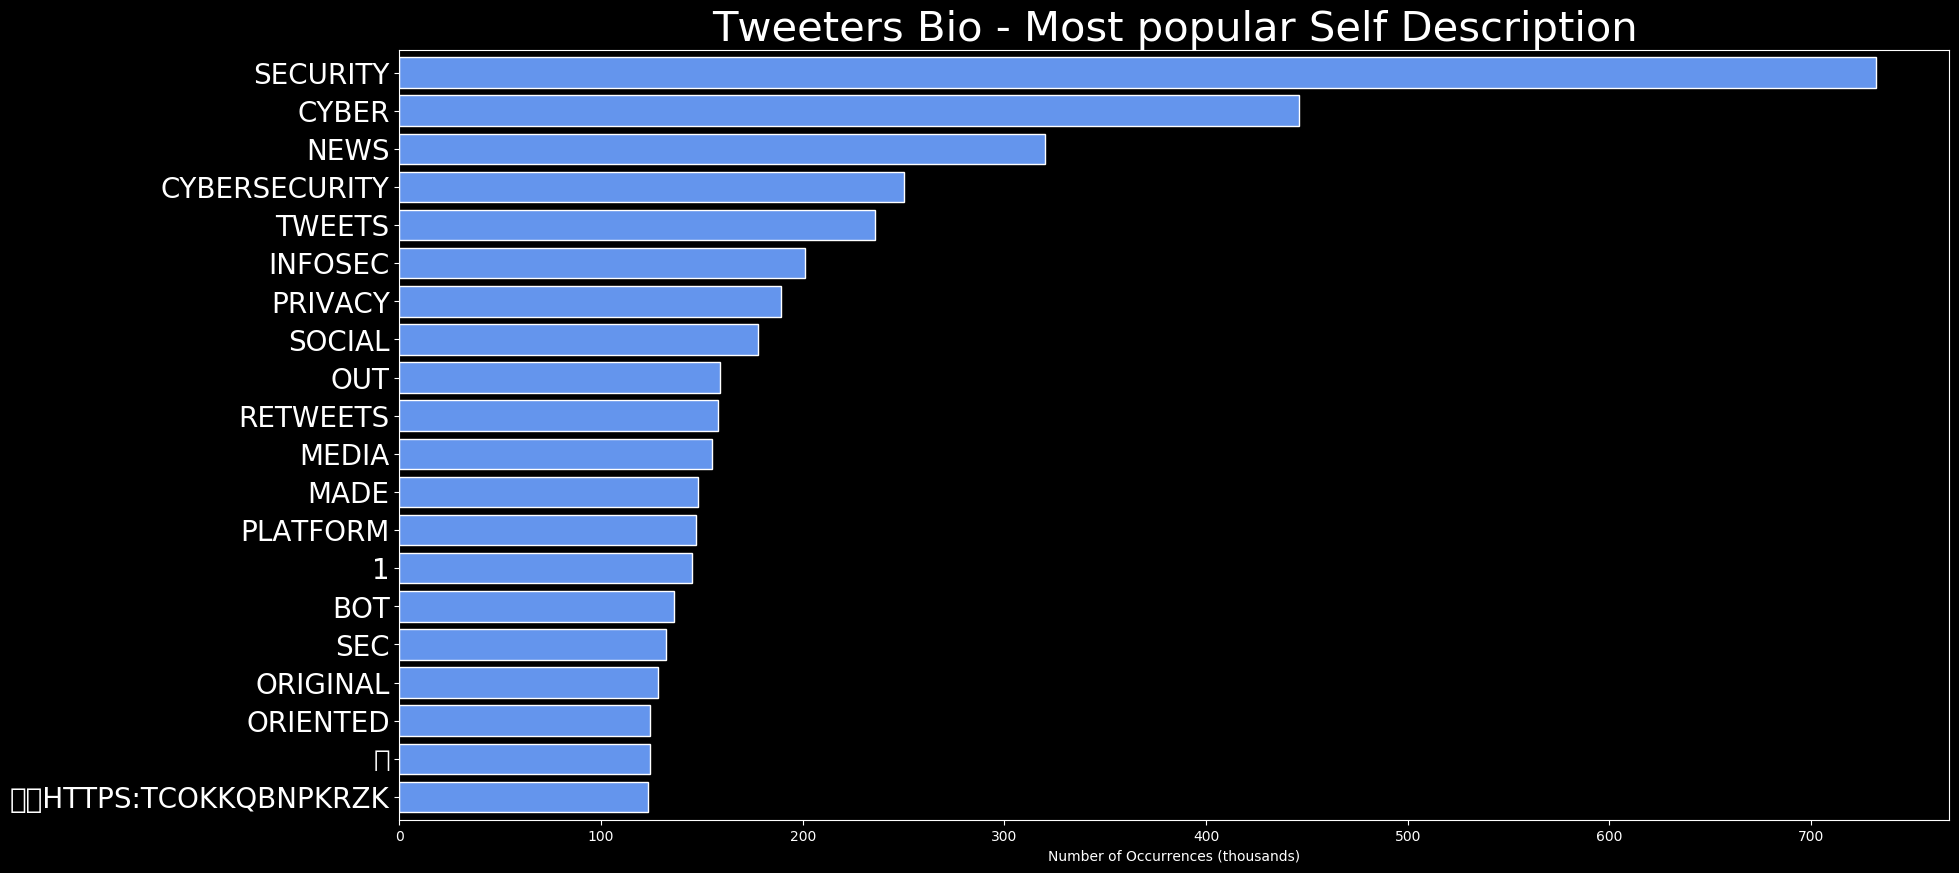 Tweeters Bio - Most popular Self Description
SECURITY
CYBER
NEWS
CYBERSECURITY
TWEETS
INFOSEC
PRIVACY
SOCIAL
OUT
RETWEETS
MEDIA
MADE
PLATFORM
1
BOT
SEC
ORIGINAL
ORIENTED
HTTPS:TCOKKQBNPKRZK
0 100 200 300 400 500 600 700
Number of Occurrences (thousands)